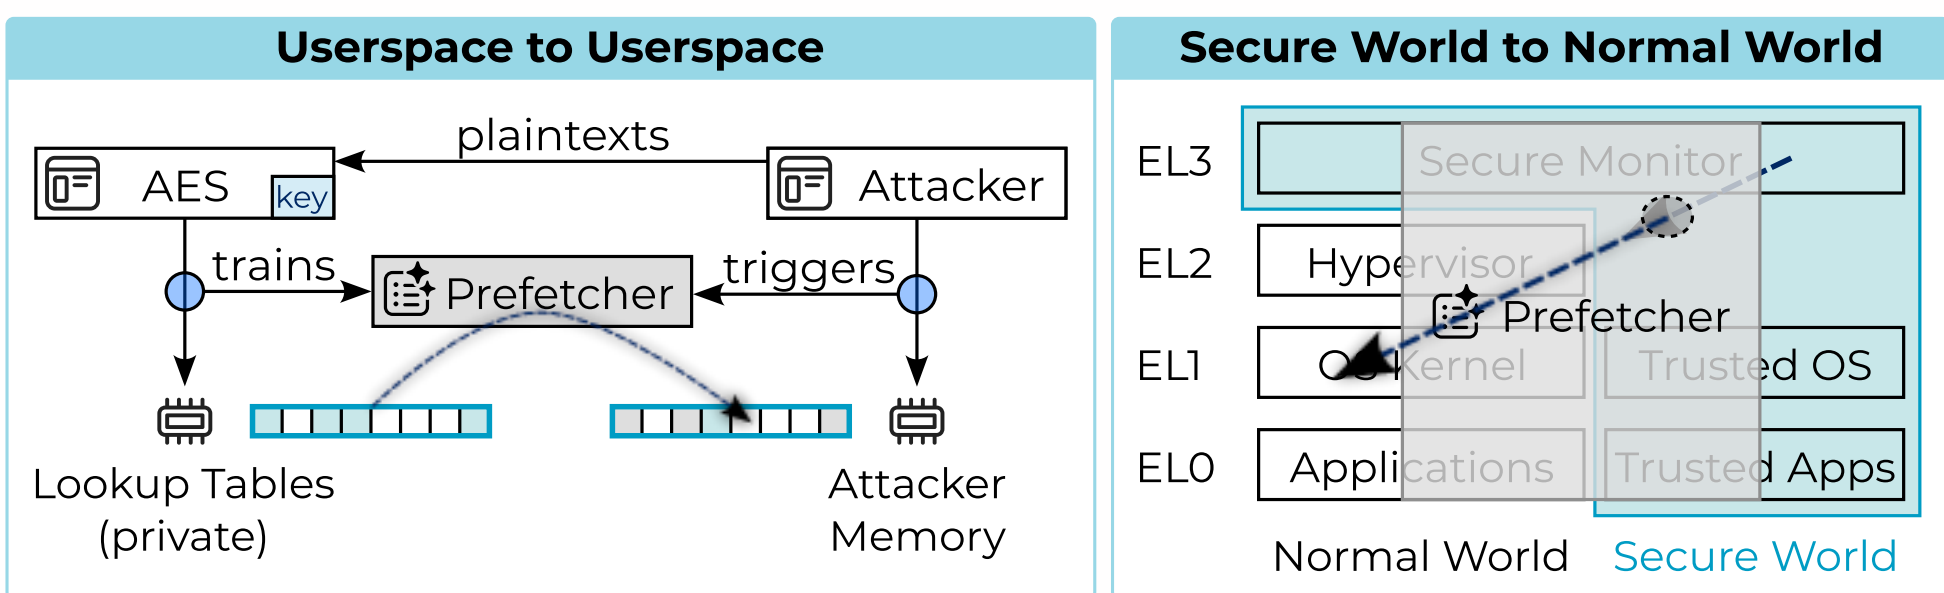 Userspace to Userspace
plaintexts
AES
key
Attacker
trains
Prefetcher
triggers
Lookup Tables
(private)
Attacker
Memory
Secure World to Normal World
EL3
Secure Monitor
EL2
Hypervisor
Prefetcher
EL1
OS Kernel
Trusted OS
EL0
Applications
Trusted Apps
Normal World
Secure World